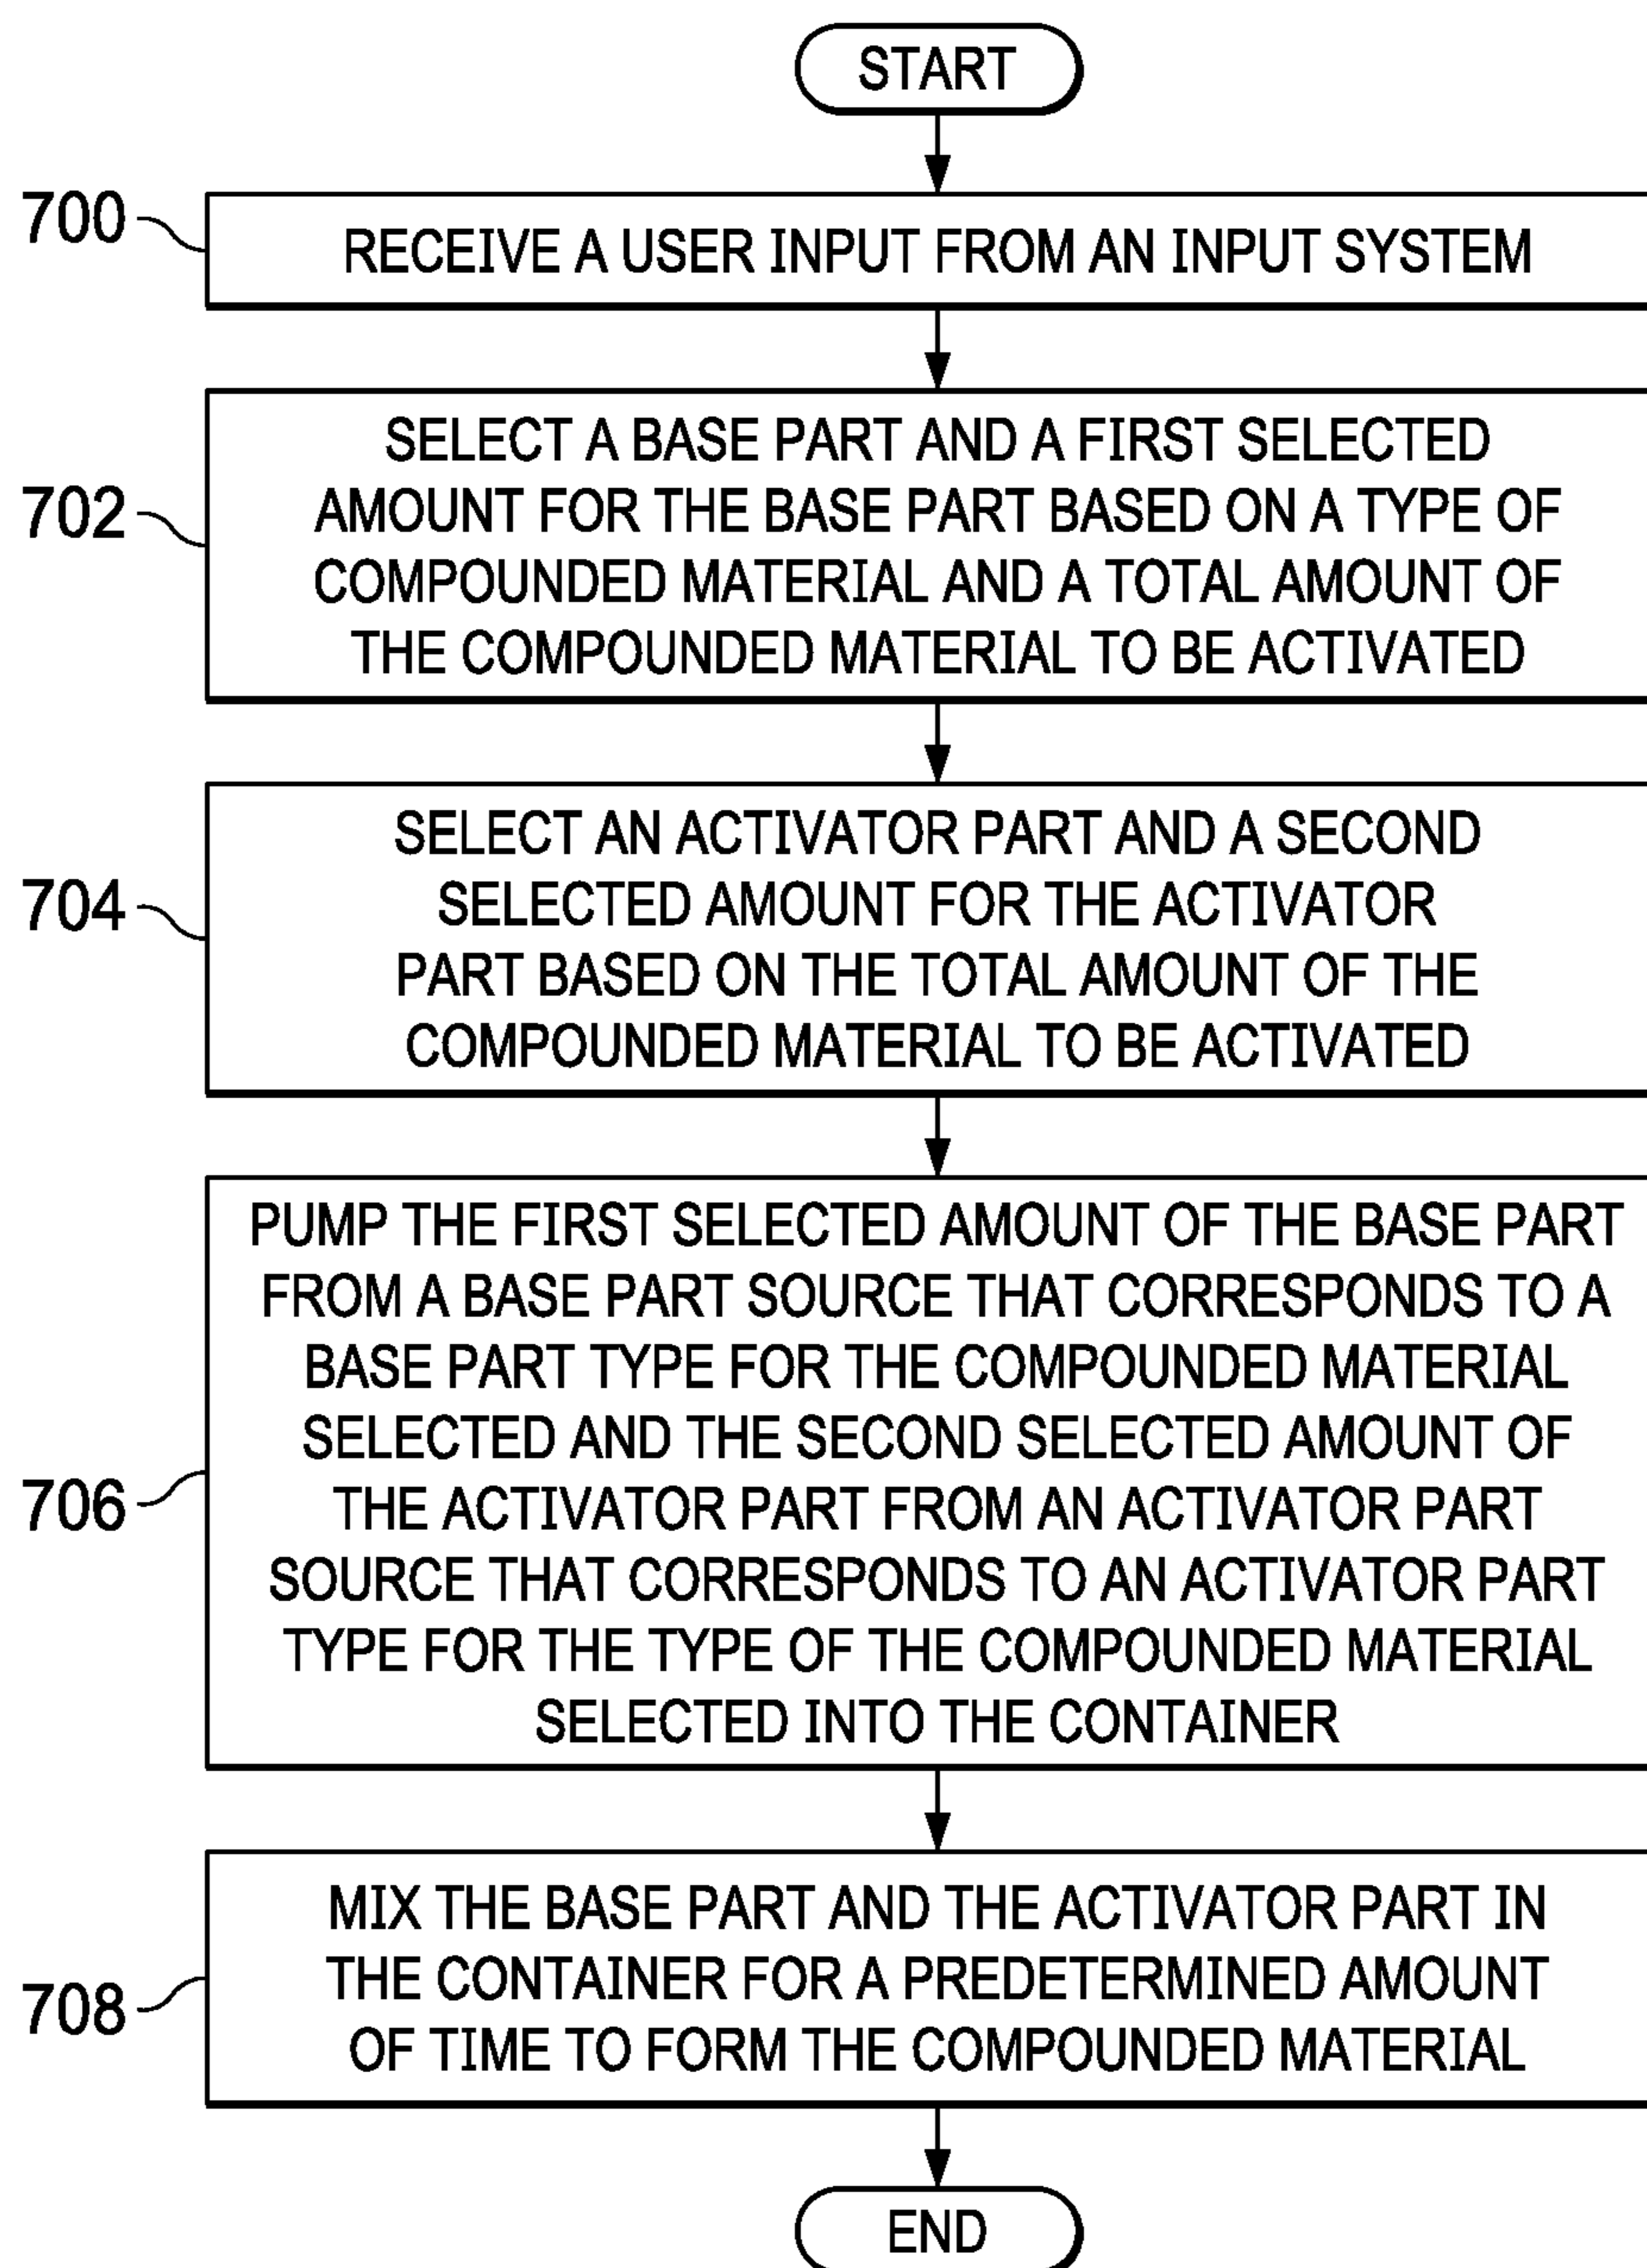 START
700
RECEIVE A USER INPUT FROM AN INPUT SYSTEM
702
SELECT A BASE PART AND A FIRST SELECTED
AMOUNT FOR THE BASE PART BASED ON A TYPE OF
COMPOUNDED MATERIAL AND A TOTAL AMOUNT OF
THE COMPOUNDED MATERIAL TO BE ACTIVATED
704
SELECT AN ACTIVATOR PART AND A SECOND
SELECTED AMOUNT FOR THE ACTIVATOR
PART BASED ON THE TOTAL AMOUNT OF THE
COMPOUNDED MATERIAL TO BE ACTIVATED
706
PUMP THE FIRST SELECTED AMOUNT OF THE BASE PART
FROM A BASE PART SOURCE THAT CORRESPONDS TO A
BASE PART TYPE FOR THE COMPOUNDED MATERIAL
SELECTED AND THE SECOND SELECTED AMOUNT OF
THE ACTIVATOR PART FROM AN ACTIVATOR PART
SOURCE THAT CORRESPONDS TO AN ACTIVATOR PART
TYPE FOR THE TYPE OF THE COMPOUNDED MATERIAL
SELECTED INTO THE CONTAINER
708
MIX THE BASE PART AND THE ACTIVATOR PART IN
THE CONTAINER FOR A PREDETERMINED AMOUNT
OF TIME TO FORM THE COMPOUNDED MATERIAL
END